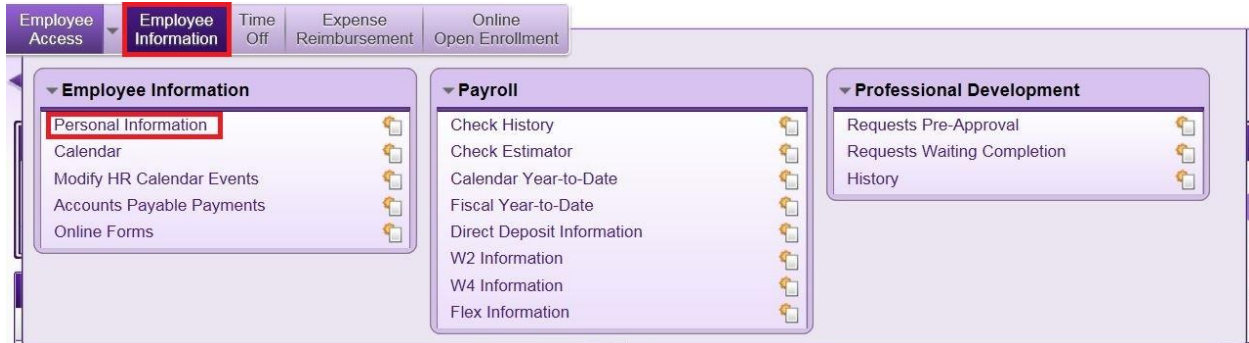 Employee Access
Employee Information
Time Off
Expense Reimbursement
Online Open Enrollment
Employee Information
Personal Information
Calendar
Modify HR Calendar Events
Accounts Payable Payments
Online Forms
Payroll
Check History
Check Estimator
Calendar Year-to-Date
Fiscal Year-to-Date
Direct Deposit Information
W2 Information
W4 Information
Flex Information
Professional Development
Requests Pre-Approval
Requests Waiting Completion
History